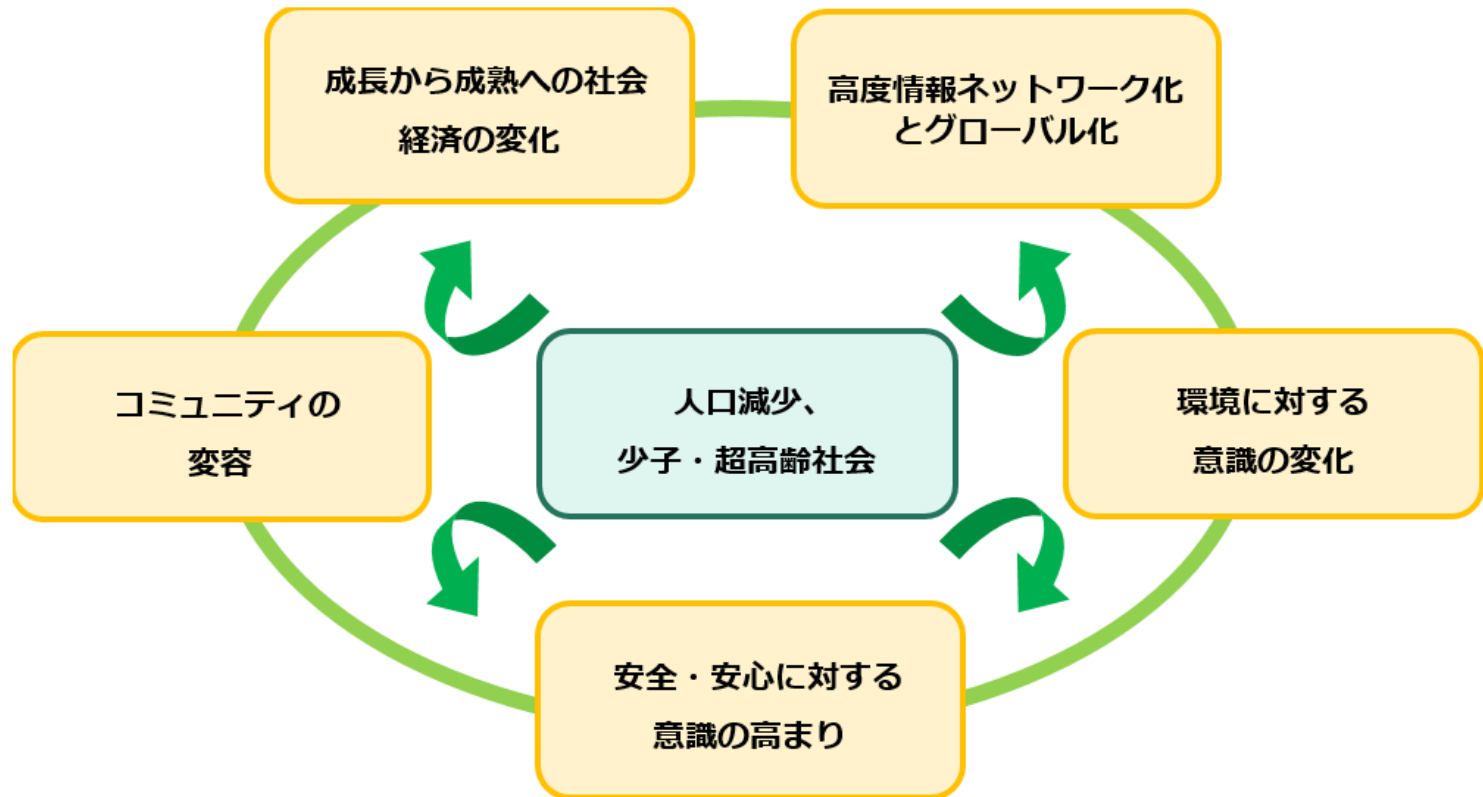 成長から成熟への社会
経済の変化
高度情報ネットワーク化
とグローバル化
コミュニティの
変容
人口減少、
少子・超高齢社会
環境に対する
意識の変化
安全・安心に対する
意識の高まり